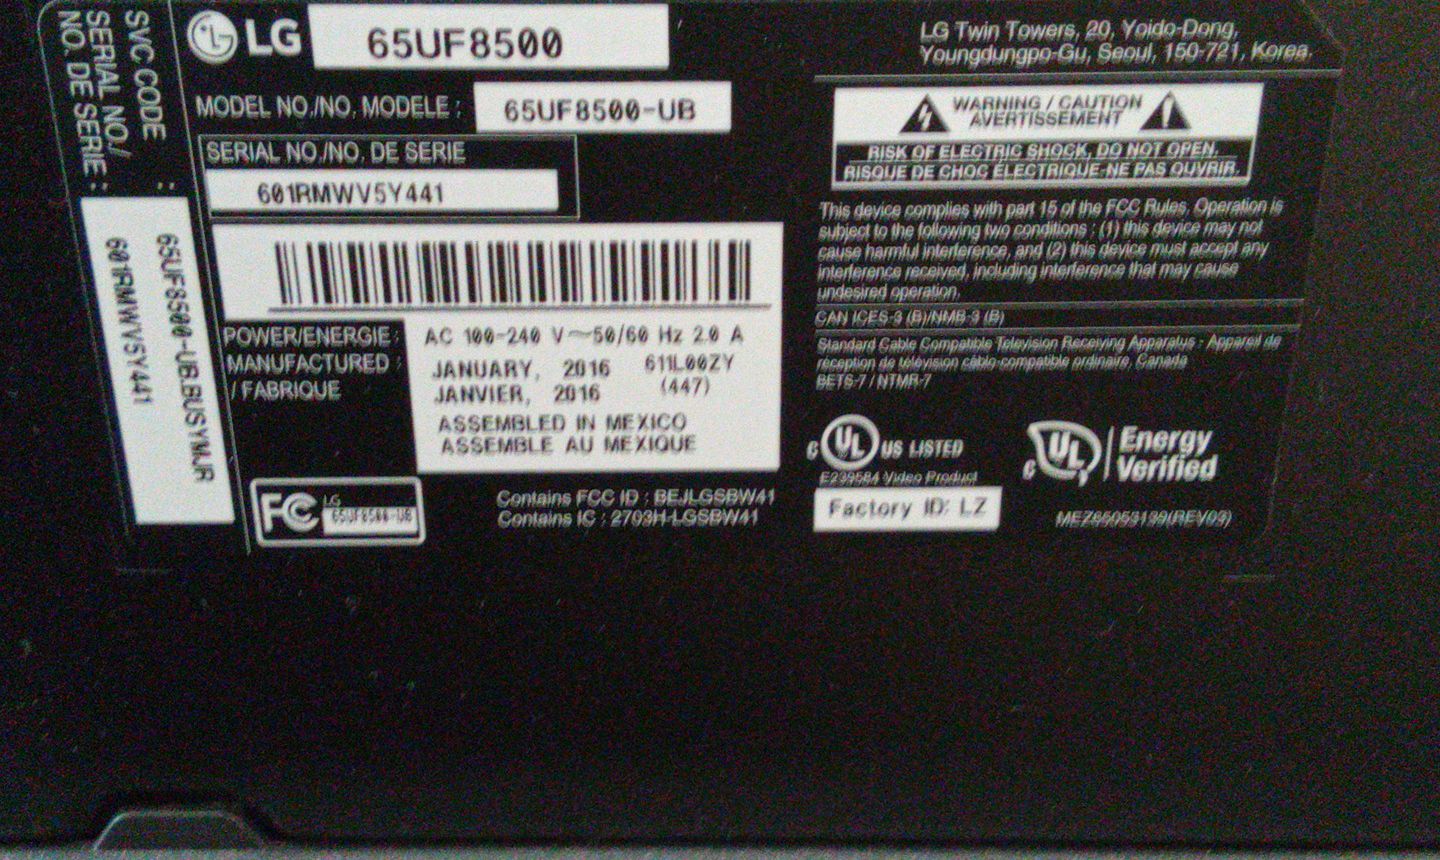 LG 65UF8500
MODEL NO./NO. MODELE : 65UF8500-UB
SERIAL NO./NO. DE SERIE
601RMWV5Y441
POWER/ENERGIE : AC 100-240 V~50/60 Hz 2.0 A
MANUFACTURED : JANUARY, 2016 611L00ZY
/ FABRIQUE JANVIER, 2016 (447)
ASSEMBLED IN MEXICO
ASSEMBLE AU MEXIQUE
FC LG
65UF8500-UB
Contains FCC ID : BEJLGSBW41
Contains IC : 2703H-LGSBW41
SVC CODE :
SERIAL NO./
NO. DE SERIE :
65UF8500-UB.BUSYMJR
601RMWV5Y441
LG Twin Towers, 20, Yoido-Dong,
Youngdungpo-Gu, Seoul, 150-721, Korea.
WARNING / CAUTION
AVERTISSEMENT
RISK OF ELECTRIC SHOCK, DO NOT OPEN.
RISQUE DE CHOC ÉLECTRIQUE-NE PAS OUVRIR.
This device complies with part 15 of the FCC Rules. Operation is
subject to the following two conditions : (1) this device may not
cause harmful interference, and (2) this device must accept any
interference received, including interference that may cause
undesired operation.
CAN ICES-3 (B)/NMB-3 (B)
Standard Cable Compatible Television Receiving Apparatus - Appareil de
réception de télévision câblo-compatible ordinaire, Canada
BETS-7 / NTMR-7
C UL US LISTED
E239584 Video Product
C UL Energy
Verified
Factory ID: LZ
MEZ65053139(REV03)